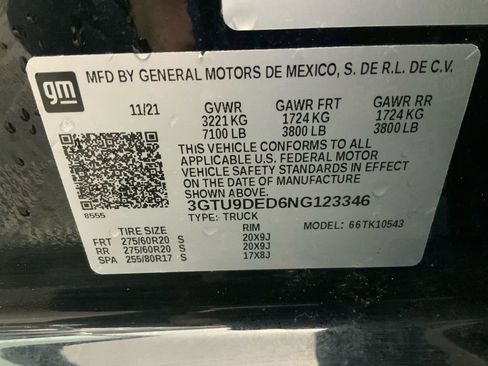 gm
MFD BY GENERAL MOTORS DE MEXICO, S. DE R.L. DE C.V.
11/21 GVWR GAWR FRT GAWR RR
3221 KG 1724 KG 1724 KG
7100 LB 3800 LB 3800 LB
THIS VEHICLE CONFORMS TO ALL
APPLICABLE U.S. FEDERAL MOTOR
VEHICLE SAFETY STANDARDS IN EFFECT
ON THE DATE OF MANUFACTURE
SHOWN ABOVE.
8555 3GTU9DED6NG123346
TYPE: TRUCK MODEL: 66TK10543
TIRE SIZE RIM
FRT 275/60R20 S 20X9J
RR 275/60R20 S 20X9J
SPA 255/80R17 S 17X8J